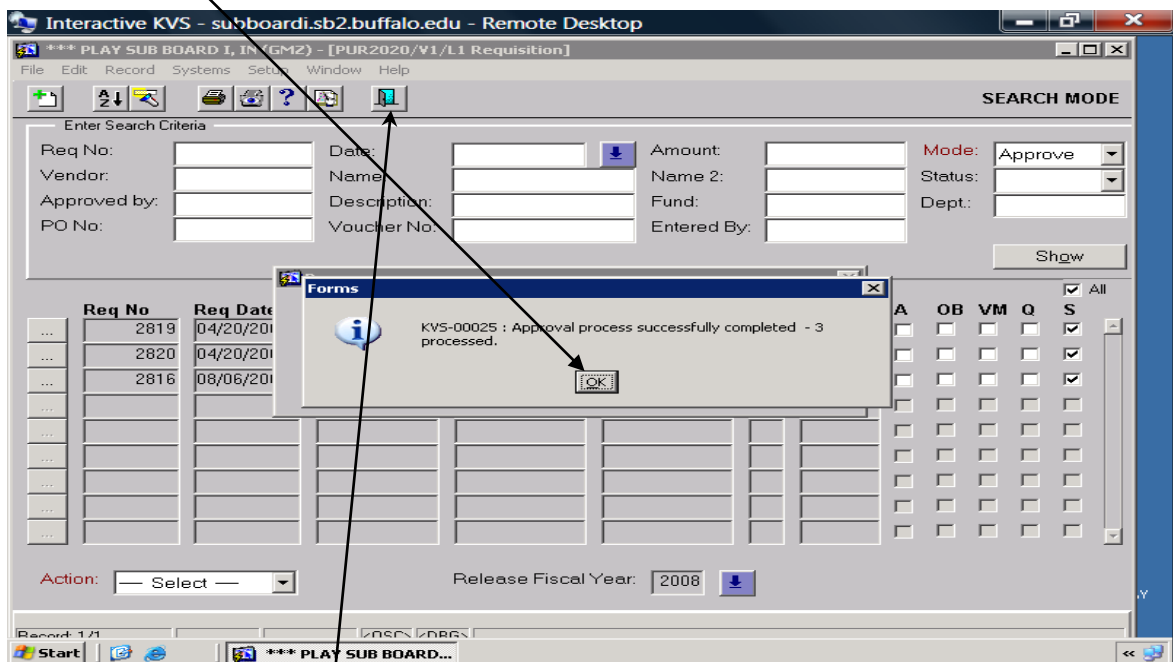 Interactive KVS - subboardi.sb2.buffalo.edu - Remote Desktop
*** PLAY SUB BOARD I, IN (GMZ) - [PUR2020/V1/L1 Requisition]
File Edit Record Systems Setup Window Help
SEARCH MODE
Enter Search Criteria
Req No: Date: Amount: Mode: Approve
Vendor: Name Name 2: Status:
Approved by: Description: Fund: Dept.:
PO No: Voucher No: Entered By:
Show
Forms
All
Req No Req Date A OB VM Q S
... 2819 04/20/20
KVS-00025 : Approval process successfully completed - 3
processed.
... 2820 04/20/20
... 2816 08/06/20
OK
...
...
...
...
...
...
Action: — Select — Release Fiscal Year: 2008
Record: 1/1 <OSC> <DBG>
Start *** PLAY SUB BOARD... «